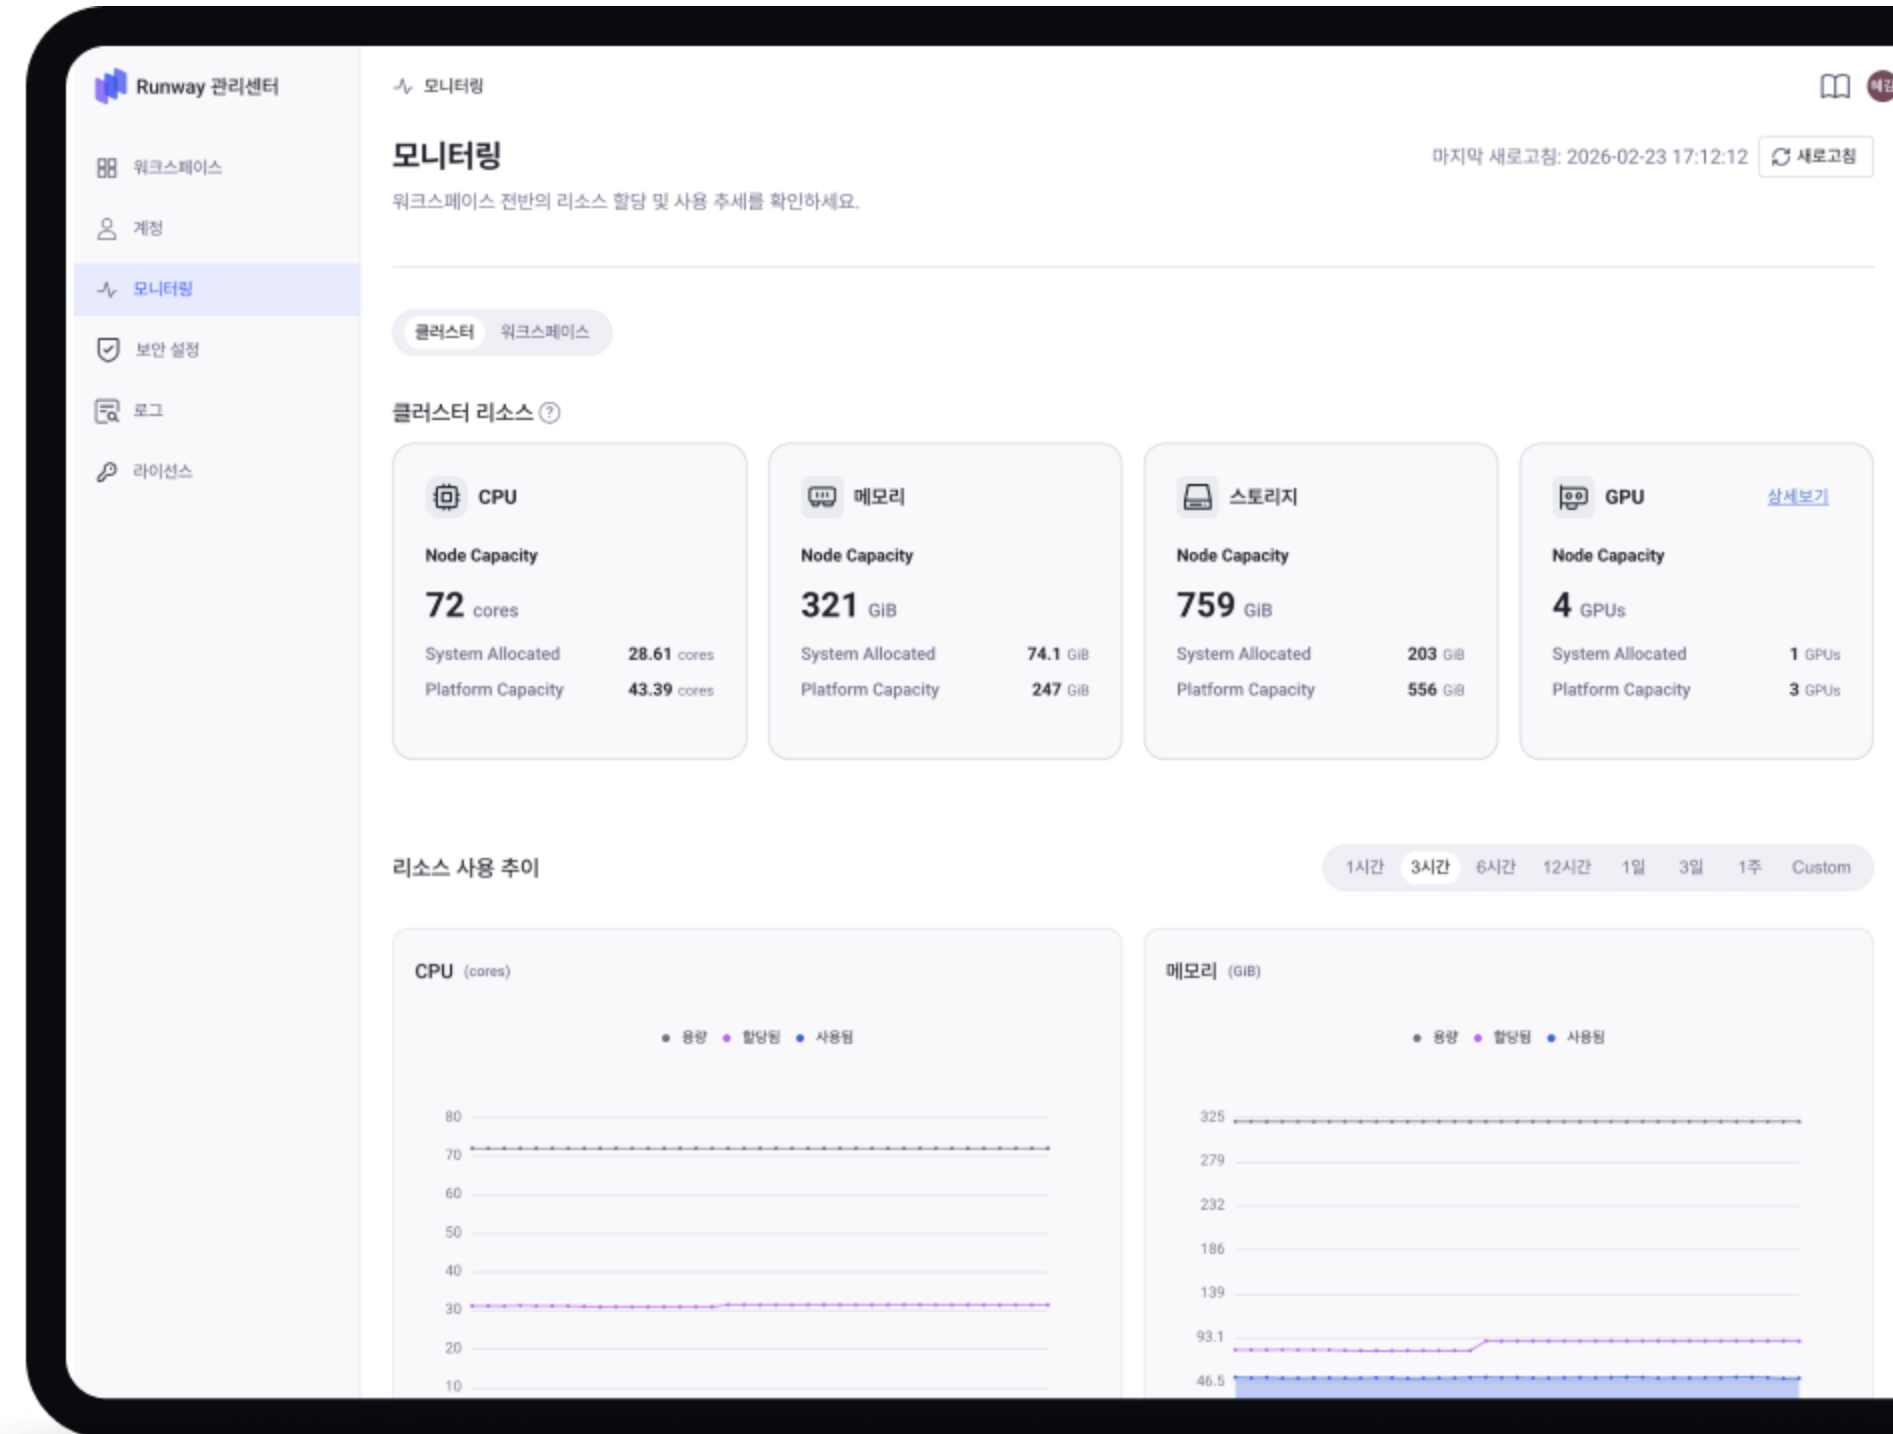 Runway 관리센터
워크스페이스
계정
모니터링
보안 설정
로그
라이선스
모니터링
모니터링
마지막 새로고침: 2026-02-23 17:12:12 새로고침
워크스페이스 전반의 리소스 할당 및 사용 추세를 확인하세요.
클러스터 워크스페이스
클러스터 리소스 ?
CPU
Node Capacity
72 cores
System Allocated 28.61 cores
Platform Capacity 43.39 cores
메모리
Node Capacity
321 GiB
System Allocated 74.1 GiB
Platform Capacity 247 GiB
스토리지
Node Capacity
759 GiB
System Allocated 203 GiB
Platform Capacity 556 GiB
GPU 상세보기
Node Capacity
4 GPUs
System Allocated 1 GPUs
Platform Capacity 3 GPUs
리소스 사용 추이
1시간 3시간 6시간 12시간 1일 3일 1주 Custom
CPU (cores)
용량 할당됨 사용됨
80
70
60
50
40
30
20
10
메모리 (GiB)
용량 할당됨 사용됨
325
279
232
186
139
93.1
46.5